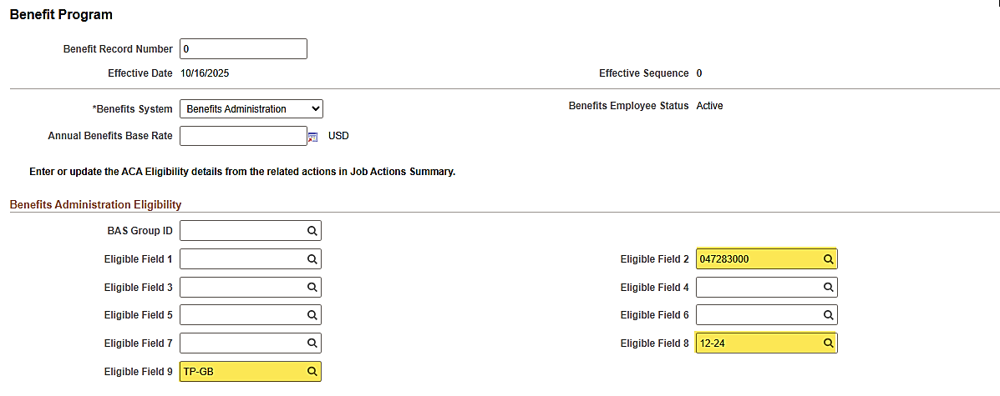 Benefit Program
Benefit Record Number 0
Effective Date 10/16/2025 Effective Sequence 0
*Benefits System Benefits Administration Benefits Employee Status Active
Annual Benefits Base Rate USD
Enter or update the ACA Eligibility details from the related actions in Job Actions Summary.
Benefits Administration Eligibility
BAS Group ID
Eligible Field 1 Eligible Field 2 047283000
Eligible Field 3 Eligible Field 4
Eligible Field 5 Eligible Field 6
Eligible Field 7 Eligible Field 8 12-24
Eligible Field 9 TP-GB